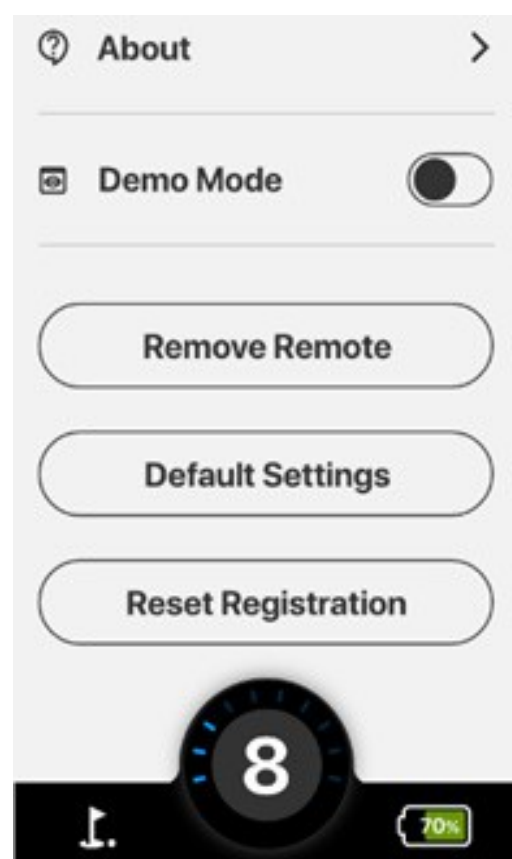 About
Demo Mode
Remove Remote
Default Settings
Reset Registration
8
70%